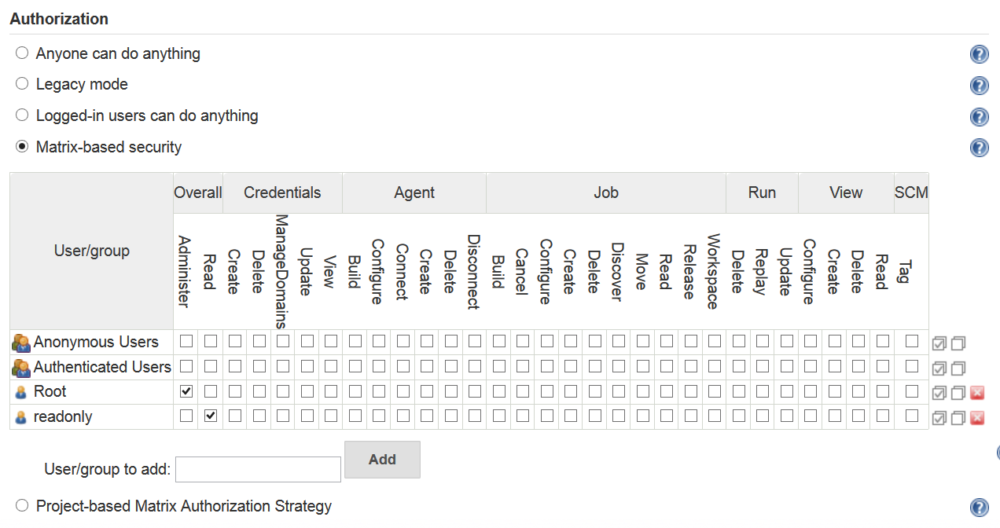 Authorization
Anyone can do anything
Legacy mode
Logged-in users can do anything
Matrix-based security
User/group Overall Credentials Agent Job Run View SCM
Administer Read Create Delete ManageDomains Update View Build Configure Connect Create Delete Disconnect Build Cancel Configure Create Delete Discover Move Read Release Workspace Delete Replay Update Configure Create Delete Read Tag
Anonymous Users
Authenticated Users
Root
readonly
User/group to add: Add
Project-based Matrix Authorization Strategy